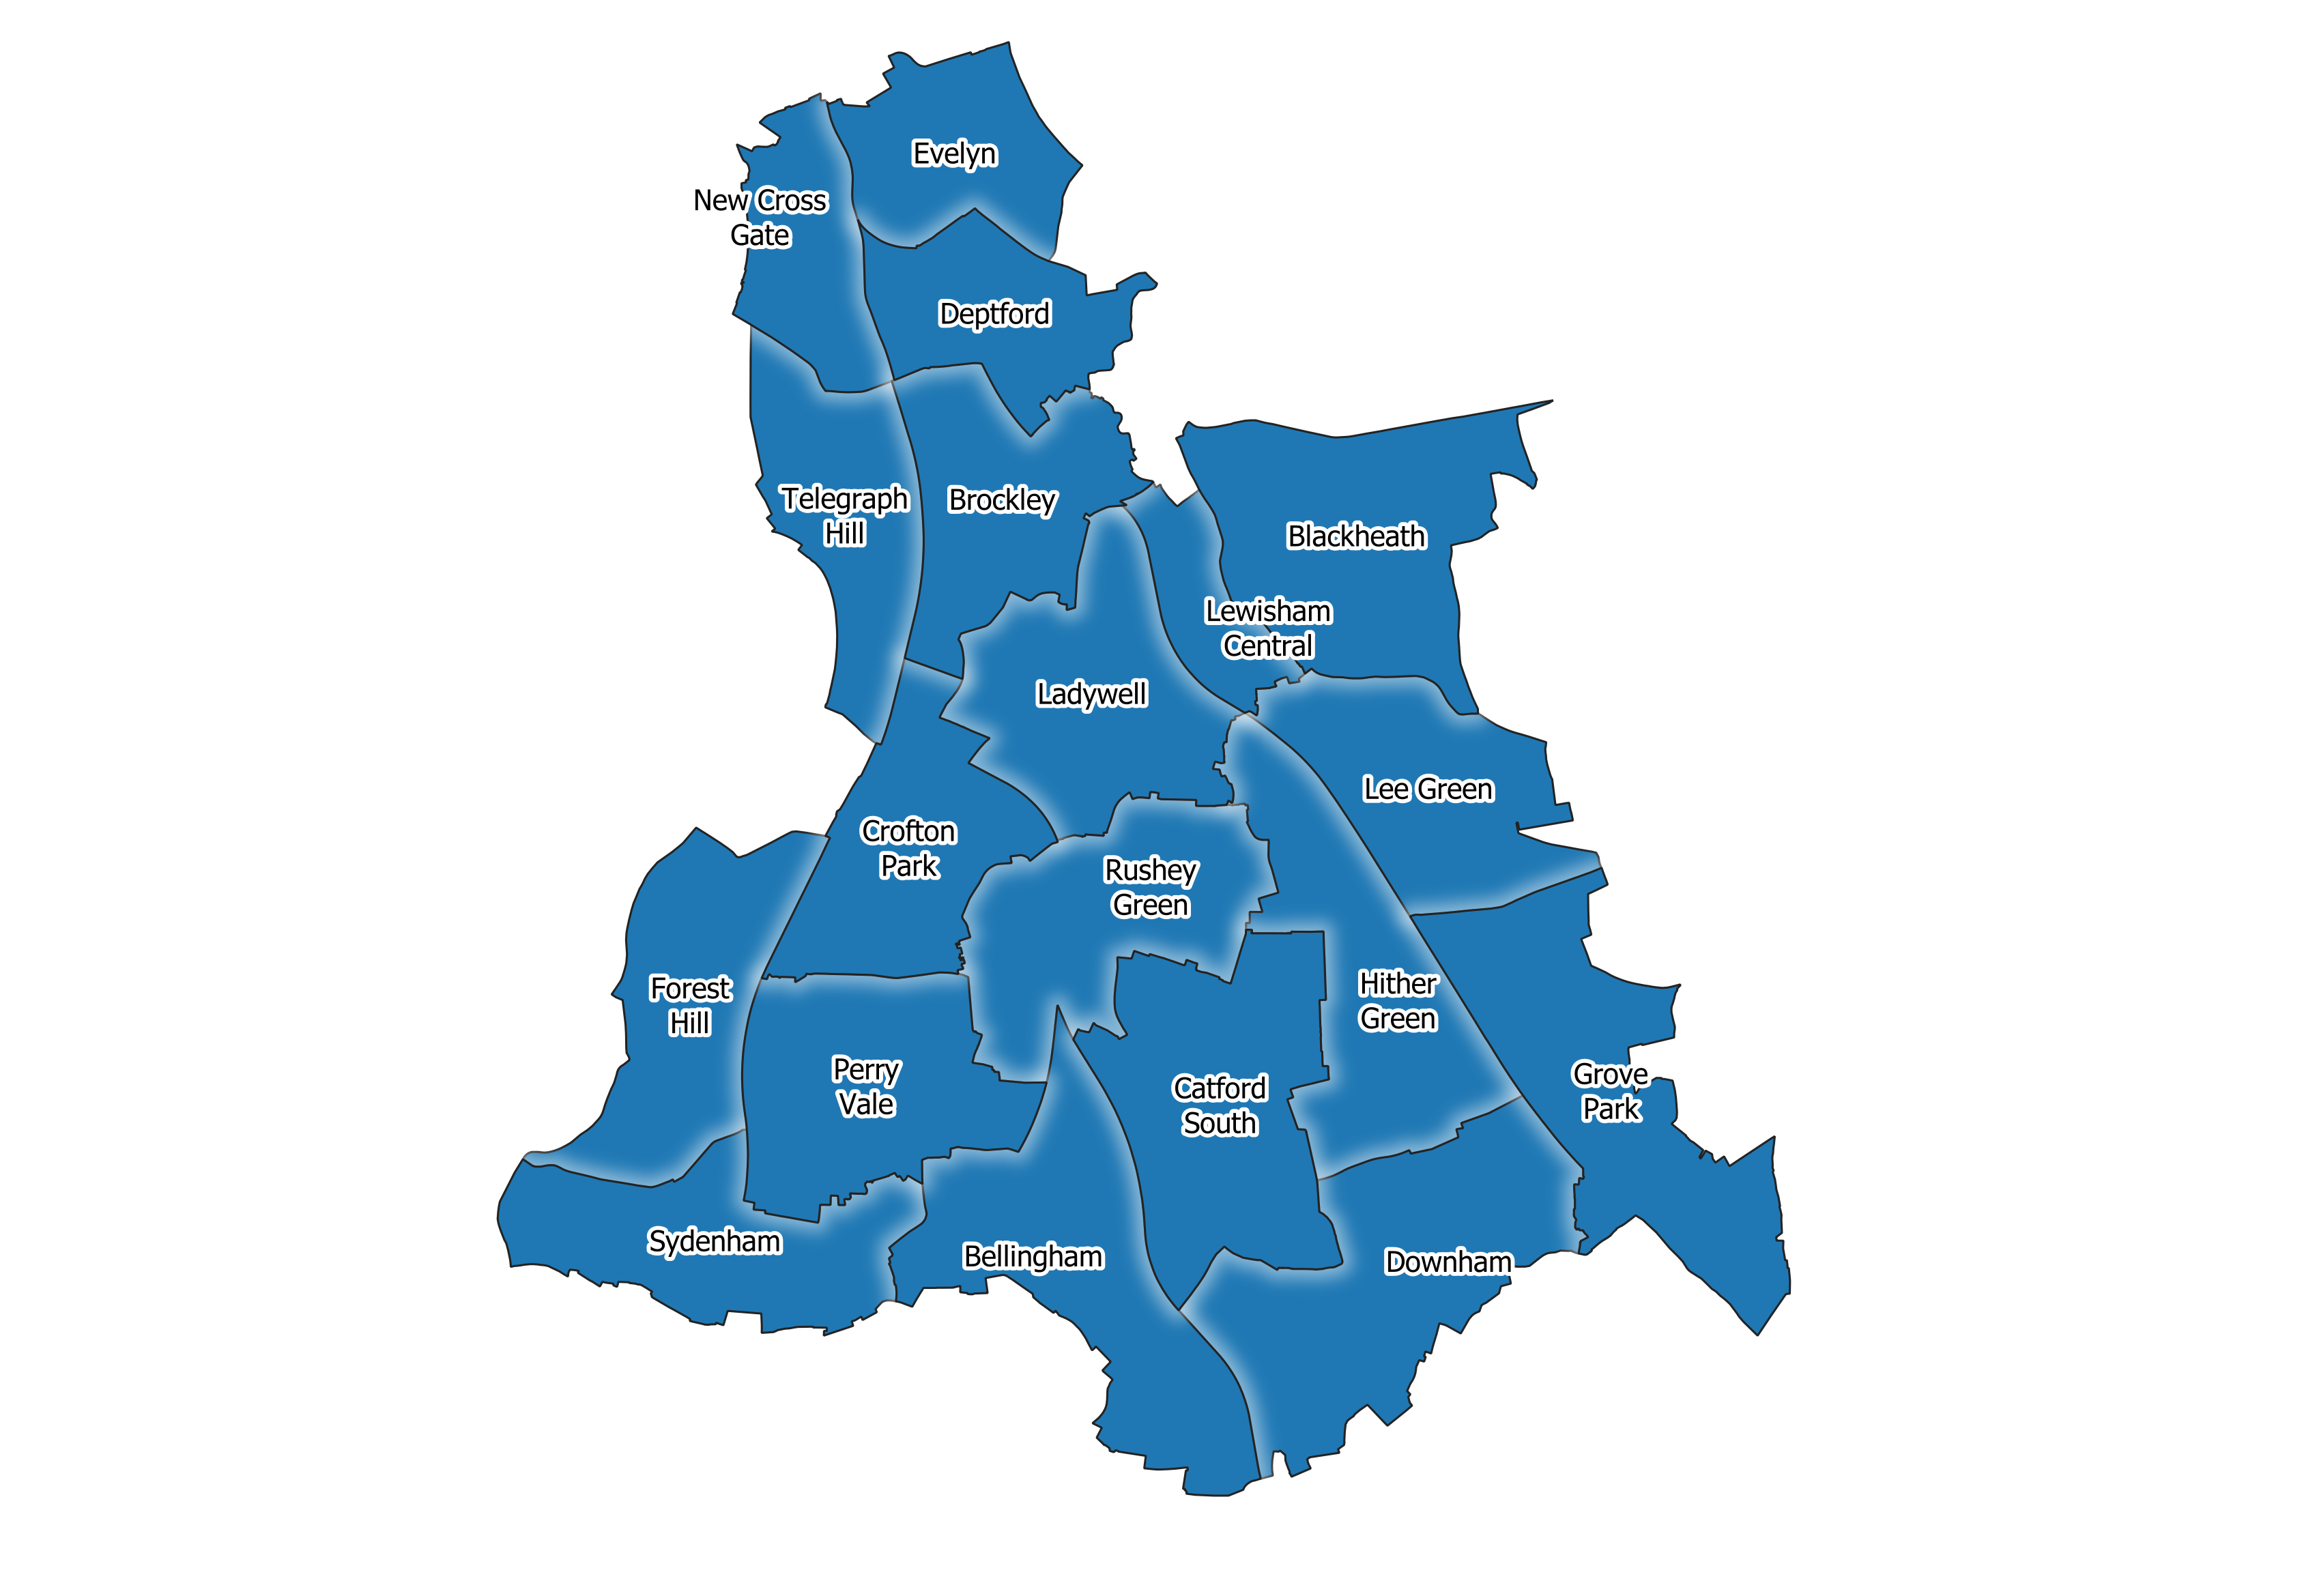 Evelyn
New Cross
Gate
Deptford
Telegraph
Hill
Brockley
Blackheath
Lewisham
Central
Ladywell
Lee Green
Crofton
Park
Rushey
Green
Forest
Hill
Hither
Green
Perry
Vale
Catford
South
Grove
Park
Sydenham
Bellingham
Downham